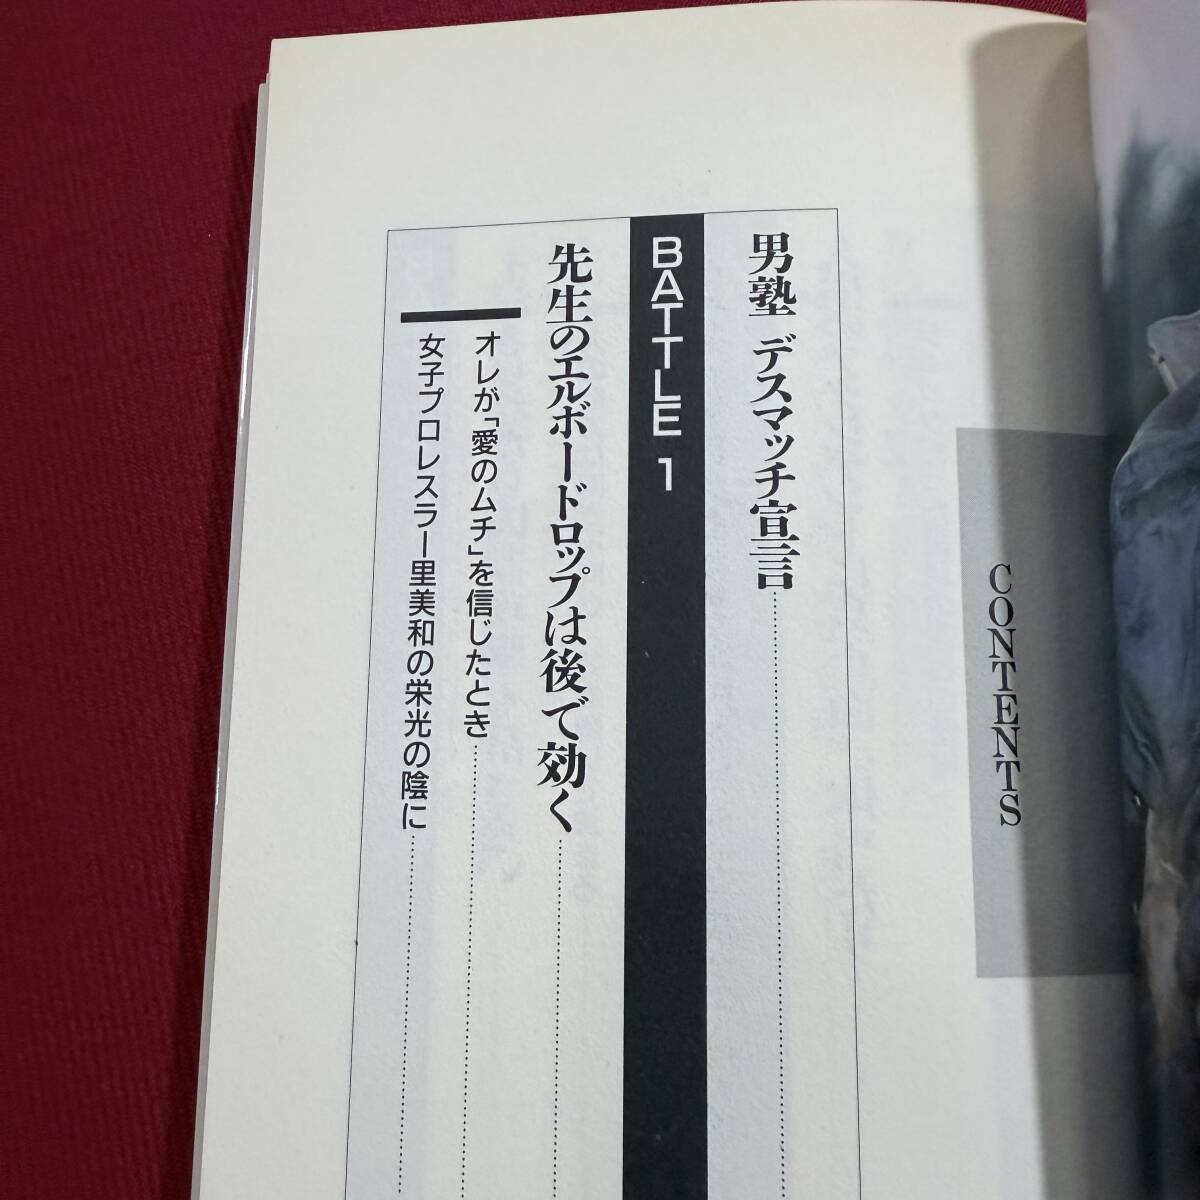 CONTENTS
男塾 デスマッチ宣言
BATTLE 1
先生のエルボードロップは後で効く
オレが「愛のムチ」を信じたとき
女子プロレスラー里美和の栄光の陰に